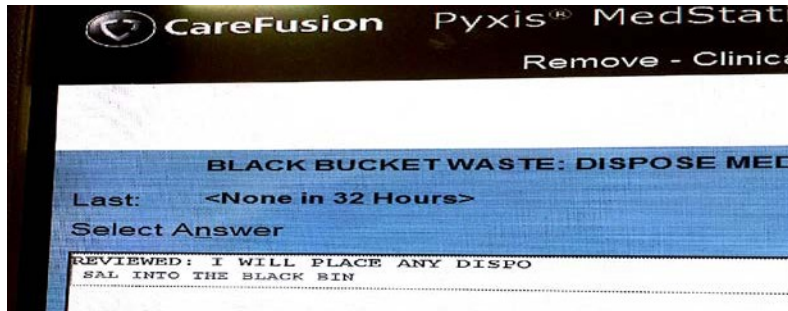 CareFusion Pyxis® MedStati
Remove - Clinica
BLACK BUCKET WASTE: DISPOSE MED
Last: <None in 32 Hours>
Select Answer
REVIEWED: I WILL PLACE ANY DISPO
SAL INTO THE BLACK BIN